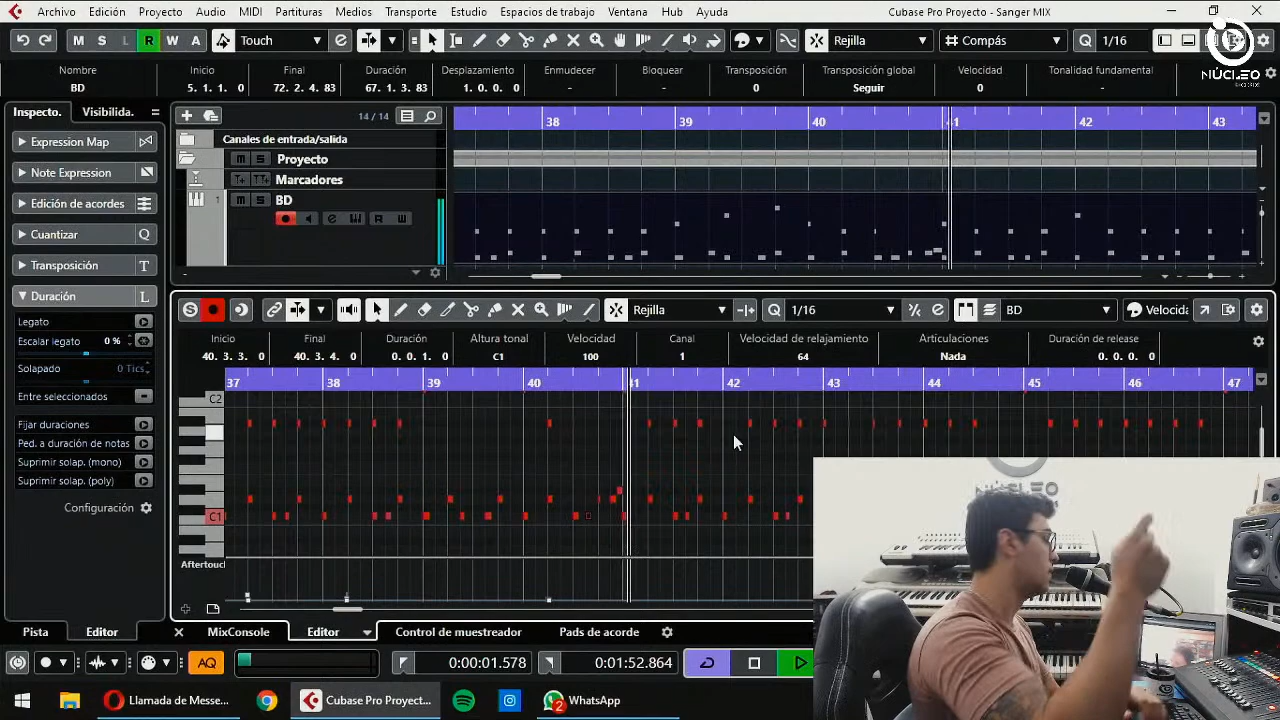 Archivo Edición Proyecto Audio MIDI Partituras Medios Transporte Estudio Espacios de trabajo Ventana Hub Ayuda Cubase Pro Proyecto - Sanger MIX
M S L R W A Touch Rejilla Compás Q 1/16
NÚCLEO
Nombre Inicio Final Duración Desplazamiento Enmudecer Bloquear Transposición Transposición global Velocidad Tonalidad fundamental
BD 5. 1. 1. 0 72. 2. 4. 83 67. 1. 3. 83 1. 0. 0. 0 - - 0 Seguir 0 -
Inspecto. Visibilida. 14 / 14 38 39 40 41 42 43
Expression Map
Note Expression
Edición de acordes
Cuantizar Q
Transposición T
Duración L
Legato
Escalar legato 0 %
Solapado 0 Tics
Entre seleccionados
Fijar duraciones
Ped. a duración de notas
Suprimir solap. (mono)
Suprimir solap. (poly)
Configuración
Canales de entrada/salida
M S Proyecto
Marcadores
1 M S BD
R
S Rejilla Q 1/16 BD Velocida
Inicio Final Duración Altura tonal Velocidad Canal Velocidad de relajamiento Articulaciones Duración de release
40. 3. 3. 0 40. 3. 4. 0 0. 0. 1. 0 C1 100 1 64 Nada 0. 0. 0. 0
37 38 39 40 41 42 43 44 45 46 47
C2
C1
Aftertouch
NÚCLEO
Pista Editor MixConsole Editor Control de muestreador Pads de acorde
AQ 0:00:01.578 0:01:52.864
Llamada de Messe... Cubase Pro Proyect... 2 WhatsApp